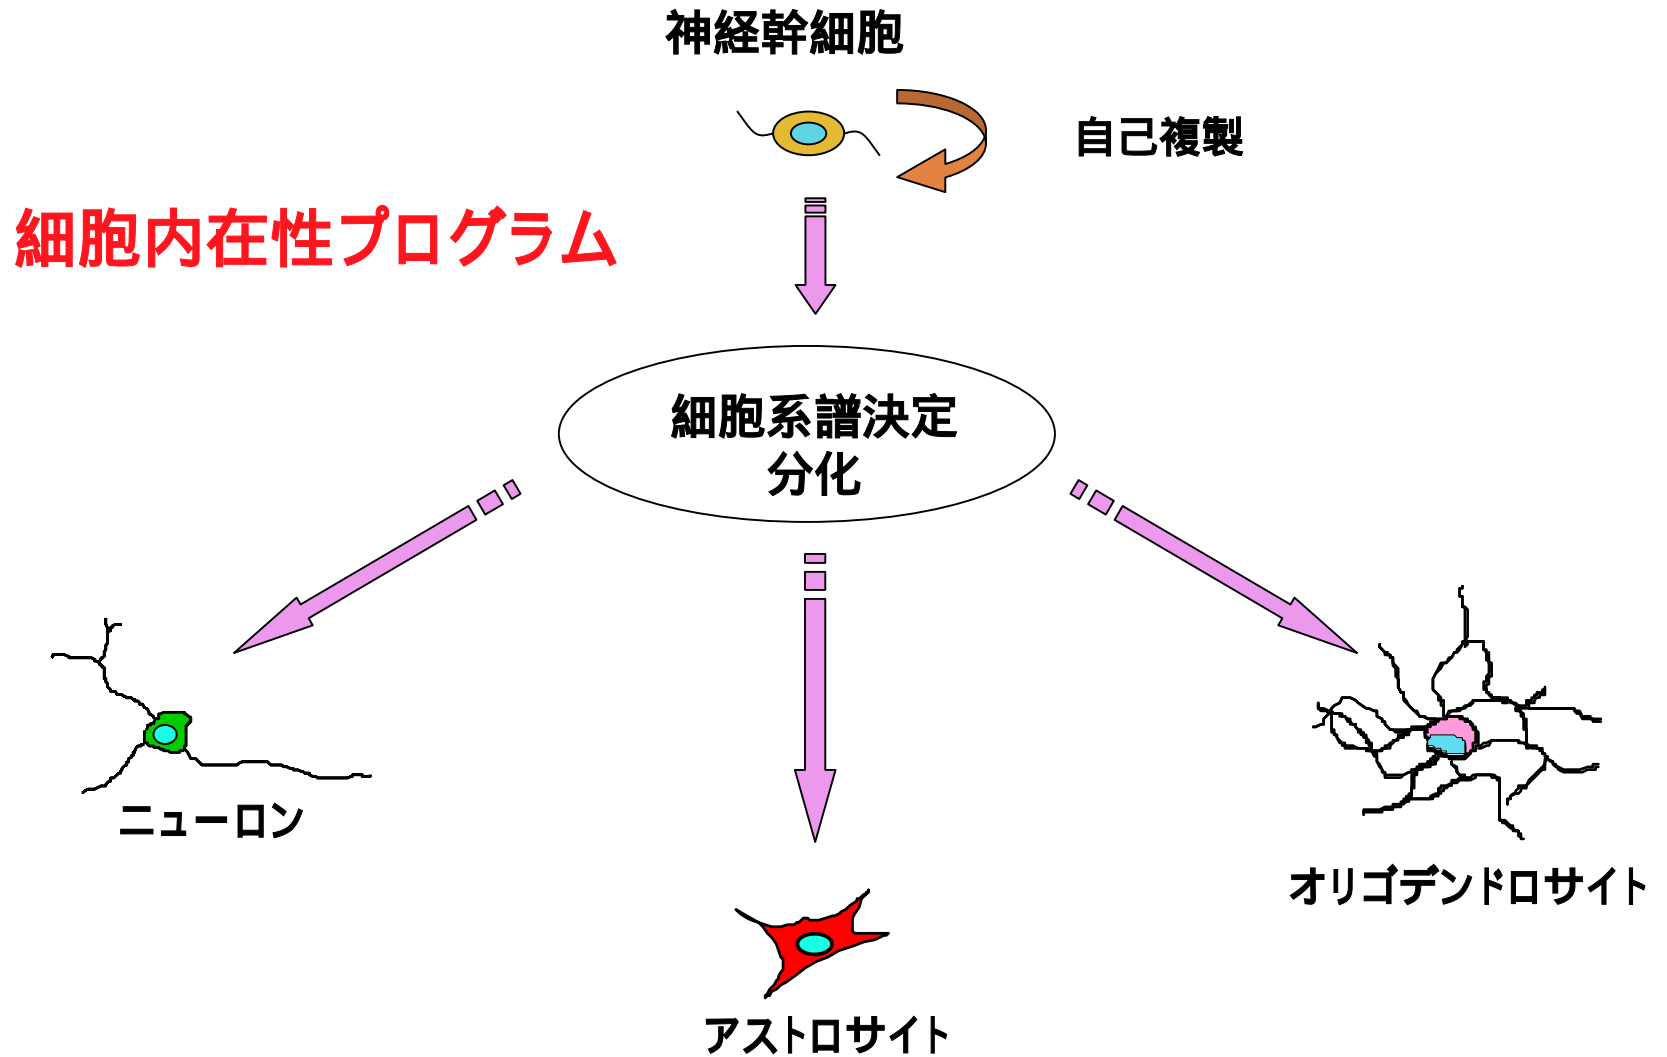 神経幹細胞
自己複製
細胞内在性プログラム
細胞系譜決定
分化
ニューロン
オリゴデンドロサイト
アストロサイト